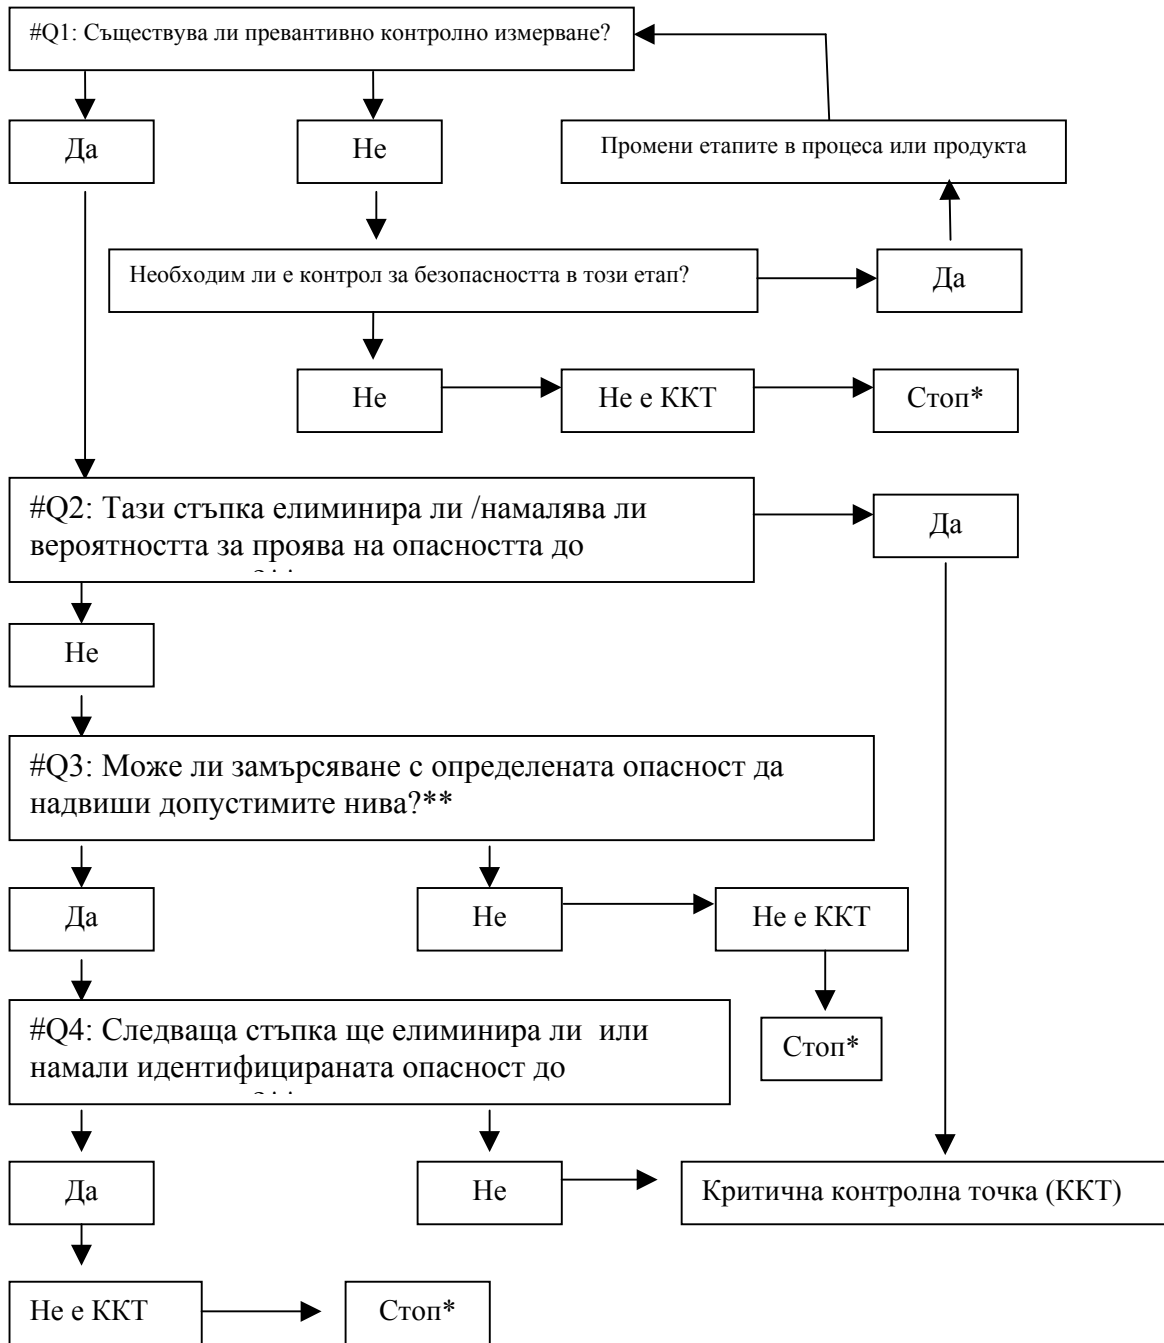 #Q1: Съществува ли превантивно контролно измерване?
Да
Не
Промени етапите в процеса или продукта
Необходим ли е контрол за безопасността в този етап?
Да
Не
Не е ККТ
Стоп*
#Q2: Тази стъпка елиминира ли /намалява ли
вероятността за проява на опасността до
Да
Не
#Q3: Може ли замърсяване с определената опасност да
надвиши допустимите нива?**
Да
Не
Не е ККТ
Стоп*
#Q4: Следваща стъпка ще елиминира ли или
намали идентифицираната опасност до
Да
Не
Критична контролна точка (ККТ)
Не е ККТ
Стоп*